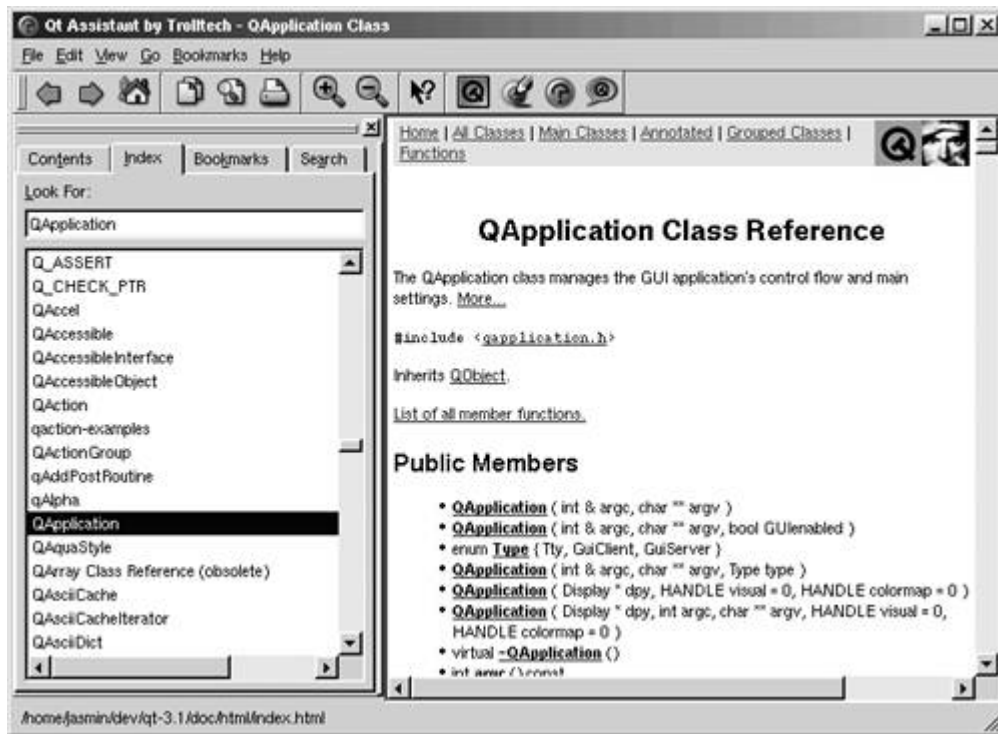 Qt Assistant by Trolltech - QApplication Class
File Edit View Go Bookmarks Help
Contents Index Bookmarks Search
Look For:
QApplication
Q_ASSERT
Q_CHECK_PTR
QAccel
QAccessible
QAccessibleInterface
QAccessibleObject
QAction
qaction-examples
QActionGroup
qAddPostRoutine
qAlpha
QApplication
QAquaStyle
QArray Class Reference (obsolete)
QAsciiCache
QAsciiCacheIterator
QAsciiDict
Home | All Classes | Main Classes | Annotated | Grouped Classes |
Functions
QApplication Class Reference
The QApplication class manages the GUI application's control flow and main
settings. More...
#include <qapplication.h>
Inherits QObject.
List of all member functions.
Public Members
• QApplication ( int & argc, char ** argv )
• QApplication ( int & argc, char ** argv, bool GUIenabled )
• enum Type { Tty, GuiClient, GuiServer }
• QApplication ( int & argc, char ** argv, Type type )
• QApplication ( Display * dpy, HANDLE visual = 0, HANDLE colormap = 0 )
• QApplication ( Display * dpy, int argc, char ** argv, HANDLE visual = 0,
HANDLE colormap = 0 )
• virtual ~QApplication ()
• int argc () const
/home/jasmin/dev/qt-3.1/doc/html/index.html